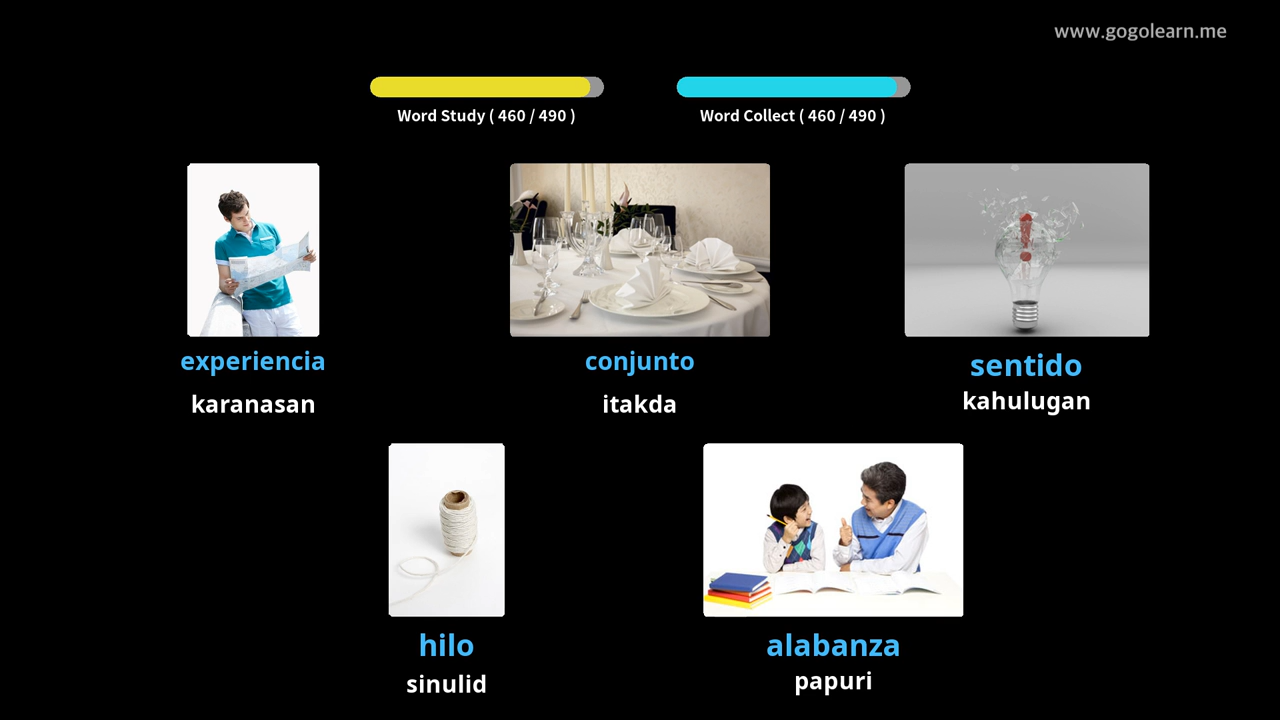 www.gogolearn.me
Word Study ( 460 / 490 )
Word Collect ( 460 / 490 )
experiencia
karanasan
conjunto
itakda
sentido
kahulugan
hilo
sinulid
alabanza
papuri